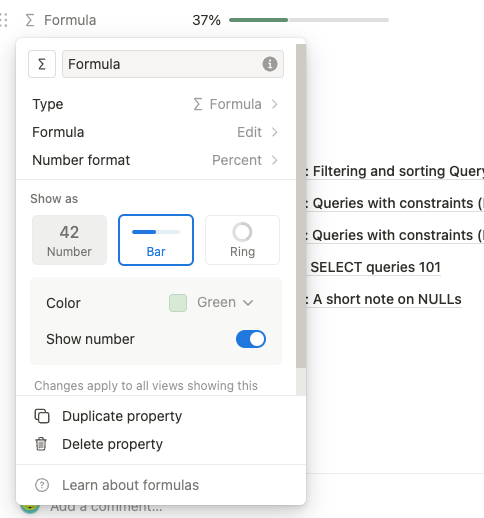 Formula 37%
Formula
Type Formula
Formula Edit
Number format Percent
Show as
42
Number
Bar
Ring
Color Green
Show number
Changes apply to all views showing this
Duplicate property
Delete property
Learn about formulas
: Filtering and sorting Query
: Queries with constraints (
: Queries with constraints (
SELECT queries 101
: A short note on NULLs
Add a comment...